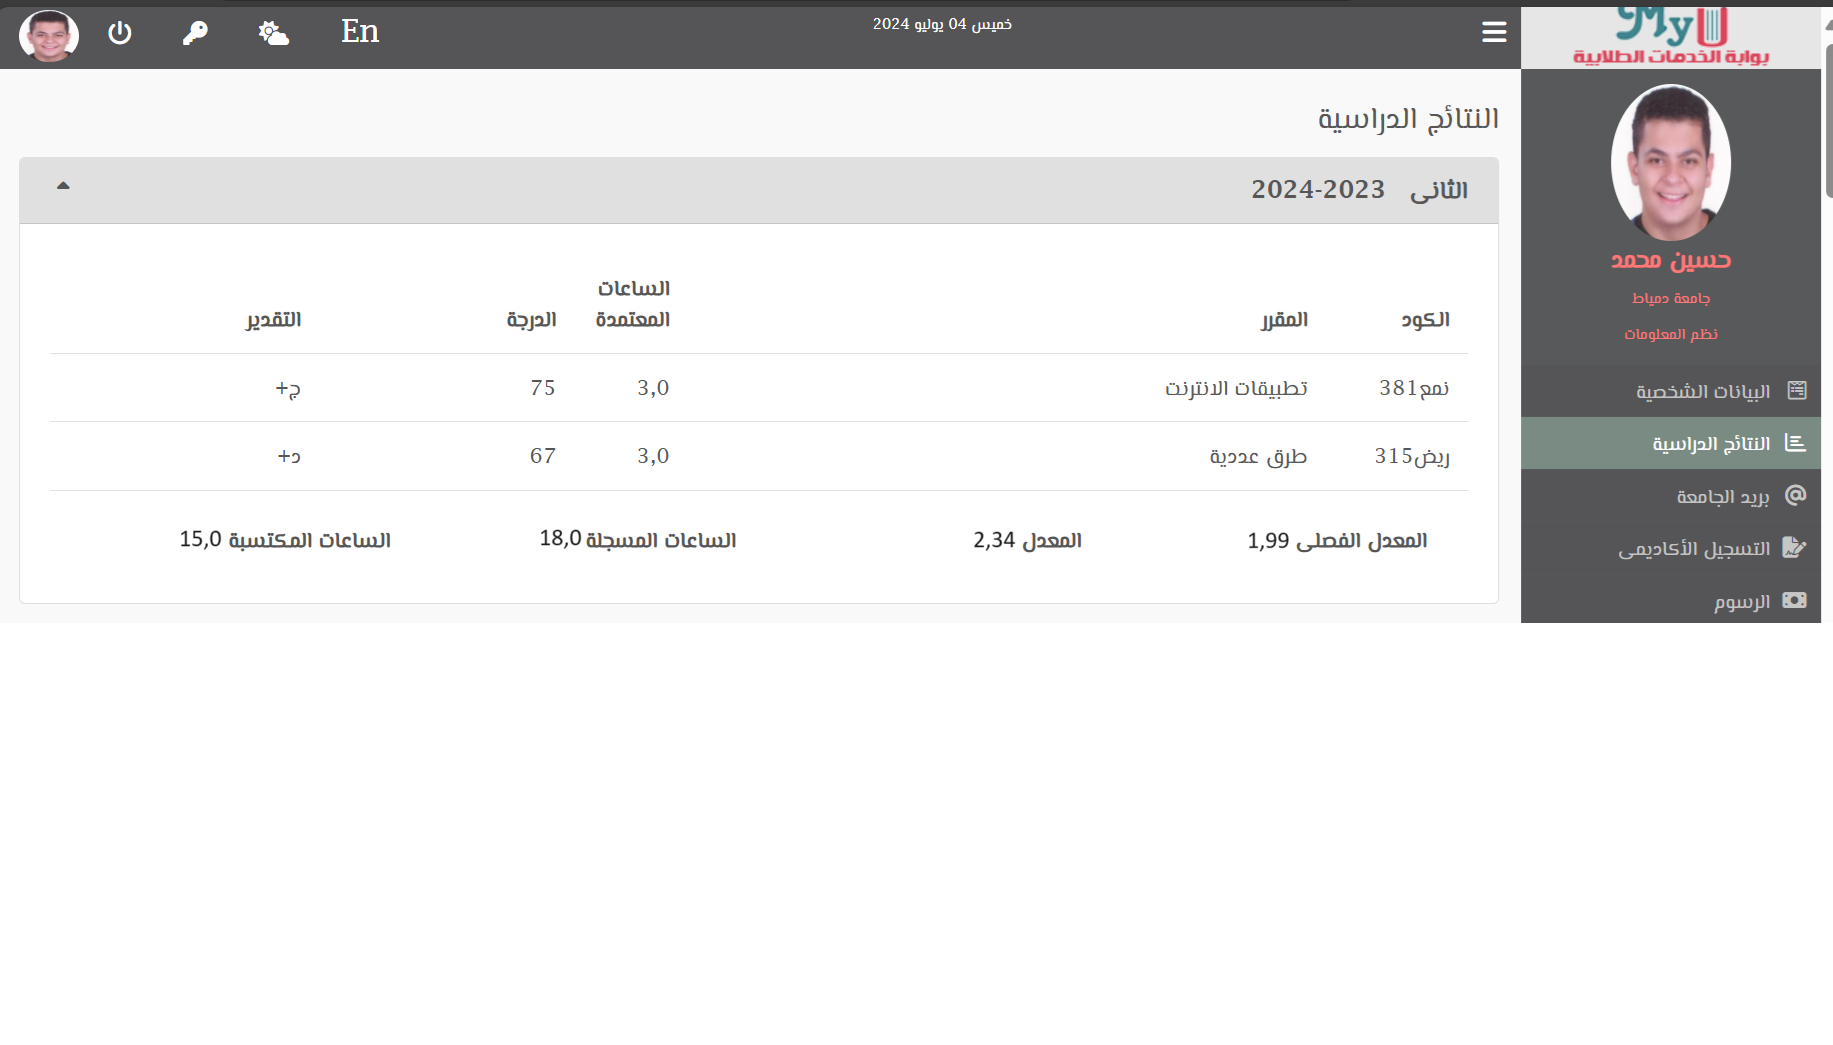 MyU
بوابة الخدمات الطلابية
حسين محمد
جامعة دمياط
نظم المعلومات
البيانات الشخصية
النتائج الدراسية
بريد الجامعة
التسجيل الأكاديمى
الرسوم
خميس 04 يوليو 2024
En
النتائج الدراسية
الثانى 2023-2024
الكود المقرر الساعات المعتمدة الدرجة التقدير
نمع381 تطبيقات الانترنت 3,0 75 ج+
ريض315 طرق عددية 3,0 67 د+
المعدل الفصلى 1,99 المعدل 2,34 الساعات المسجلة 18,0 الساعات المكتسبة 15,0